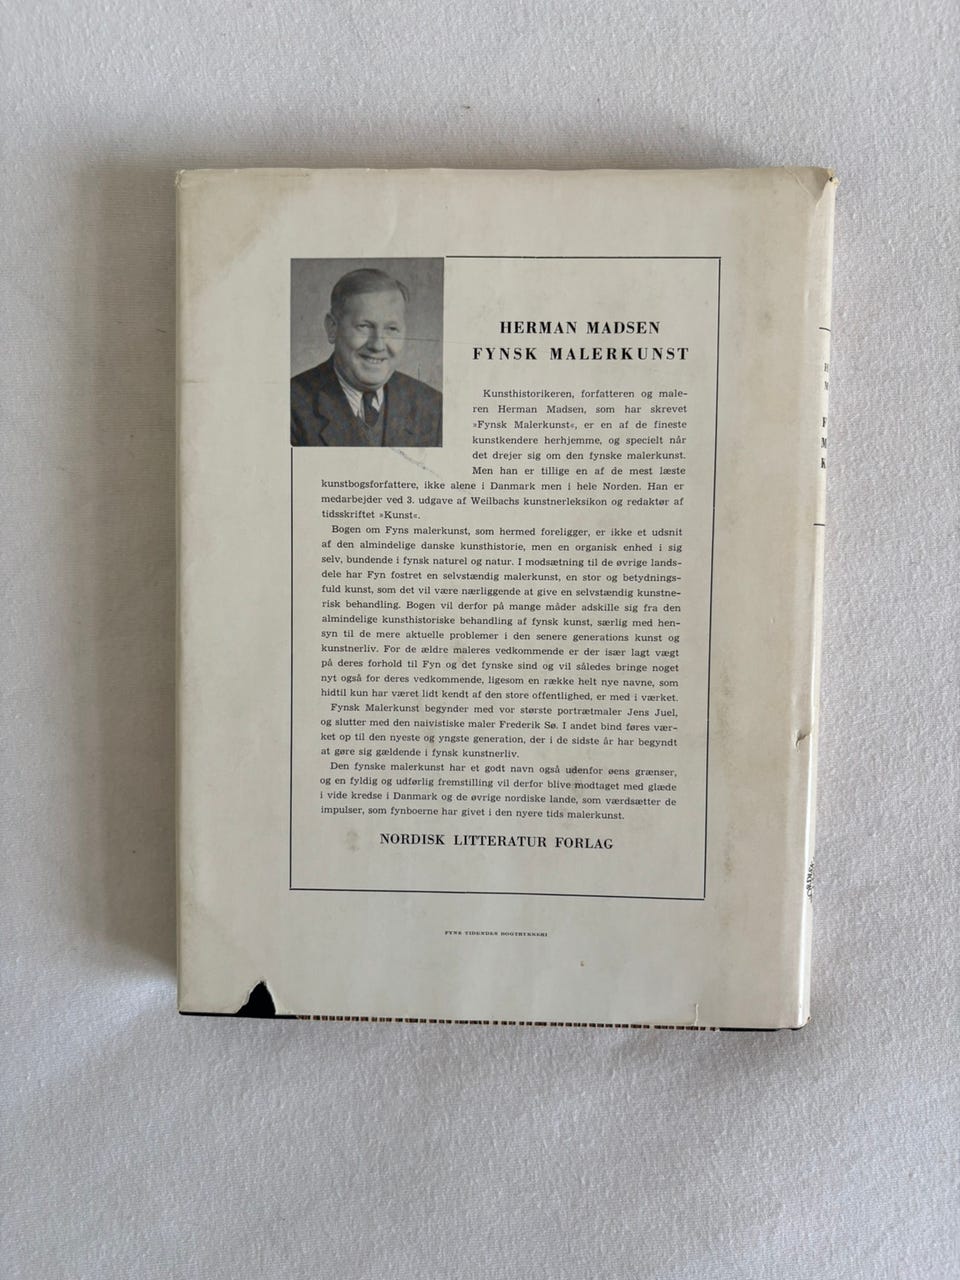 HERMAN MADSEN
FYNSK MALERKUNST
Kunsthistorikeren, forfatteren og male-
ren Herman Madsen, som har skrevet
»Fynsk Malerkunst«, er en af de fineste
kunstkendere herhjemme, og specielt når
det drejer sig om den fynske malerkunst.
Men han er tillige en af de mest læste
kunstbogsforfattere, ikke alene i Danmark men i hele Norden. Han er
medarbejder ved 3. udgave af Weilbachs kunstnerleksikon og redaktør af
tidsskriftet »Kunst«.
Bogen om Fyns malerkunst, som hermed foreligger, er ikke et udsnit
af den almindelige danske kunsthistorie, men en organisk enhed i sig
selv, bundende i fynsk naturel og natur. I modsætning til de øvrige lands-
dele har Fyn fostret en selvstændig malerkunst, en stor og betydnings-
fuld kunst, som det vil være nærliggende at give en selvstændig kunstne-
risk behandling. Bogen vil derfor på mange måder adskille sig fra den
almindelige kunsthistoriske behandling af fynsk kunst, særlig med hen-
syn til de mere aktuelle problemer i den senere generations kunst og
kunstnerliv. For de ældre maleres vedkommende er der især lagt vægt
på deres forhold til Fyn og det fynske sind og vil således bringe noget
nyt også for deres vedkommende, ligesom en række helt nye navne, som
hidtil kun har været lidt kendt af den store offentlighed, er med i værket.
Fynsk Malerkunst begynder med vor største portrætmaler Jens Juel,
og slutter med den naivistiske maler Frederik Sø. I andet bind føres vær-
ket op til den nyeste og yngste generation, der i de sidste år har begyndt
at gøre sig gældende i fynsk kunstnerliv.
Den fynske malerkunst har et godt navn også udenfor øens grænser,
og en fyldig og udførlig fremstilling vil derfor blive modtaget med glæde
i vide kredse i Danmark og de øvrige nordiske lande, som værdsætter de
impulser, som fynboerne har givet i den nyere tids malerkunst.
NORDISK LITTERATUR FORLAG
FYNS TIDENDES BOGTRYKKERI